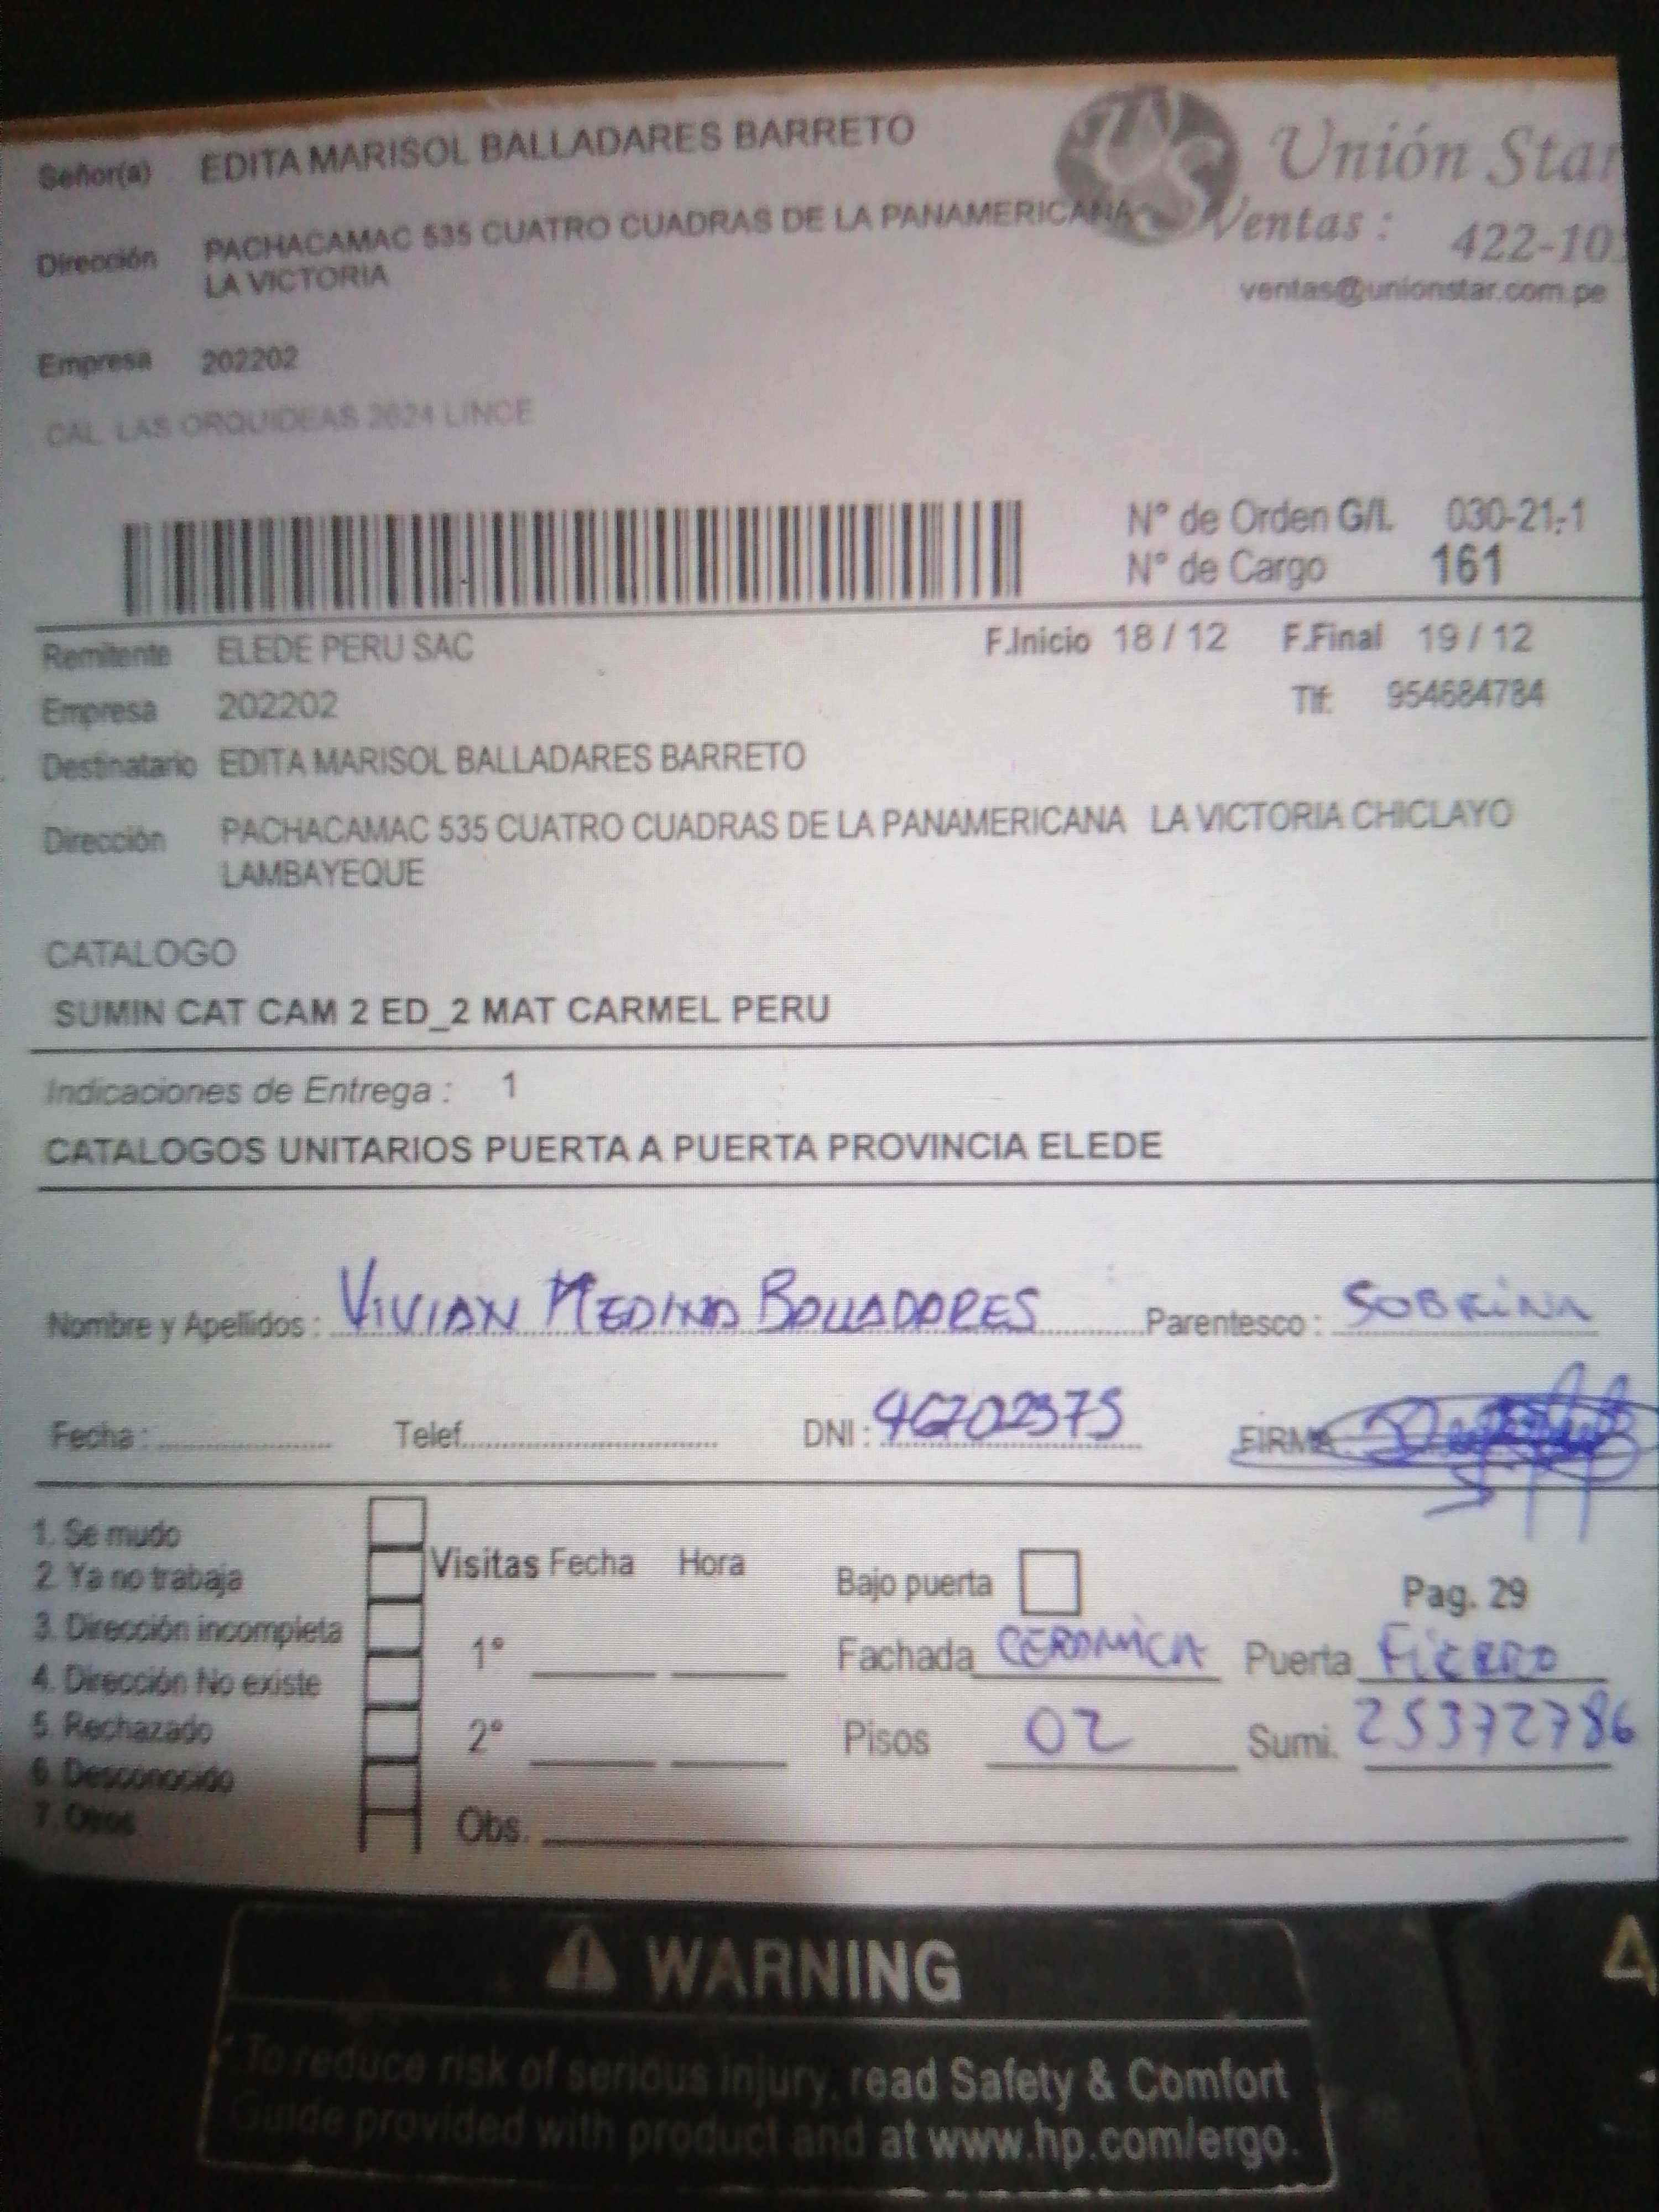 Señor(a) EDITA MARISOL BALLADARES BARRETO
Unión Star
Dirección PACHACAMAC 535 CUATRO CUADRAS DE LA PANAMERICANA
LA VICTORIA
Ventas : 422-10
ventas@unionstar.com.pe
Empresa 202202
CAL LAS ORQUIDEAS 2624 LINCE
N° de Orden G/L 030-21-1
N° de Cargo 161
Remitente ELEDE PERU SAC F.Inicio 18 / 12 F.Final 19 / 12
Empresa 202202 Tlf: 954684784
Destinatario EDITA MARISOL BALLADARES BARRETO
Dirección PACHACAMAC 535 CUATRO CUADRAS DE LA PANAMERICANA LA VICTORIA CHICLAYO
LAMBAYEQUE
CATALOGO
SUMIN CAT CAM 2 ED_2 MAT CARMEL PERU
Indicaciones de Entrega : 1
CATALOGOS UNITARIOS PUERTA A PUERTA PROVINCIA ELEDE
Nombre y Apellidos : VIVIAN MEDINA BALLADARES Parentesco : SOBRINA
Fecha : Telef. DNI : 46702375 FIRMA
1. Se mudo
2. Ya no trabaja
3. Dirección incompleta
4. Dirección No existe
5. Rechazado
6. Desconocido
7. Otros
Visitas Fecha Hora
1°
2°
Obs.
Bajo puerta Pag. 29
Fachada CERAMICA Puerta FIERRO
Pisos 02 Sumi. 25372786
WARNING
To reduce risk of serious injury, read Safety & Comfort
Guide provided with product and at www.hp.com/ergo.